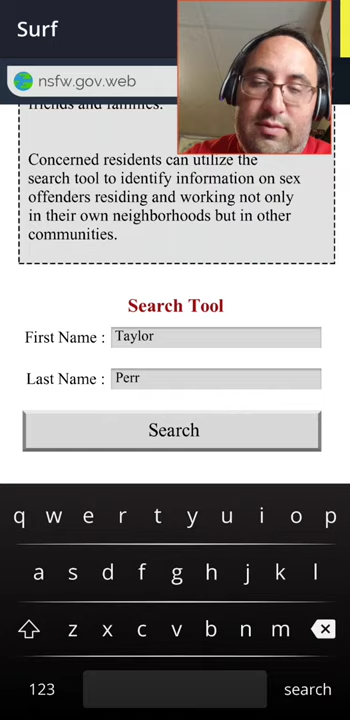 Surf
nsfw.gov.web
friends and families.
Concerned residents can utilize the
search tool to identify information on sex
offenders residing and working not only
in their own neighborhoods but in other
communities.
Search Tool
First Name : Taylor
Last Name : Perr
Search
q w e r t y u i o p
a s d f g h j k l
z x c v b n m
123 search